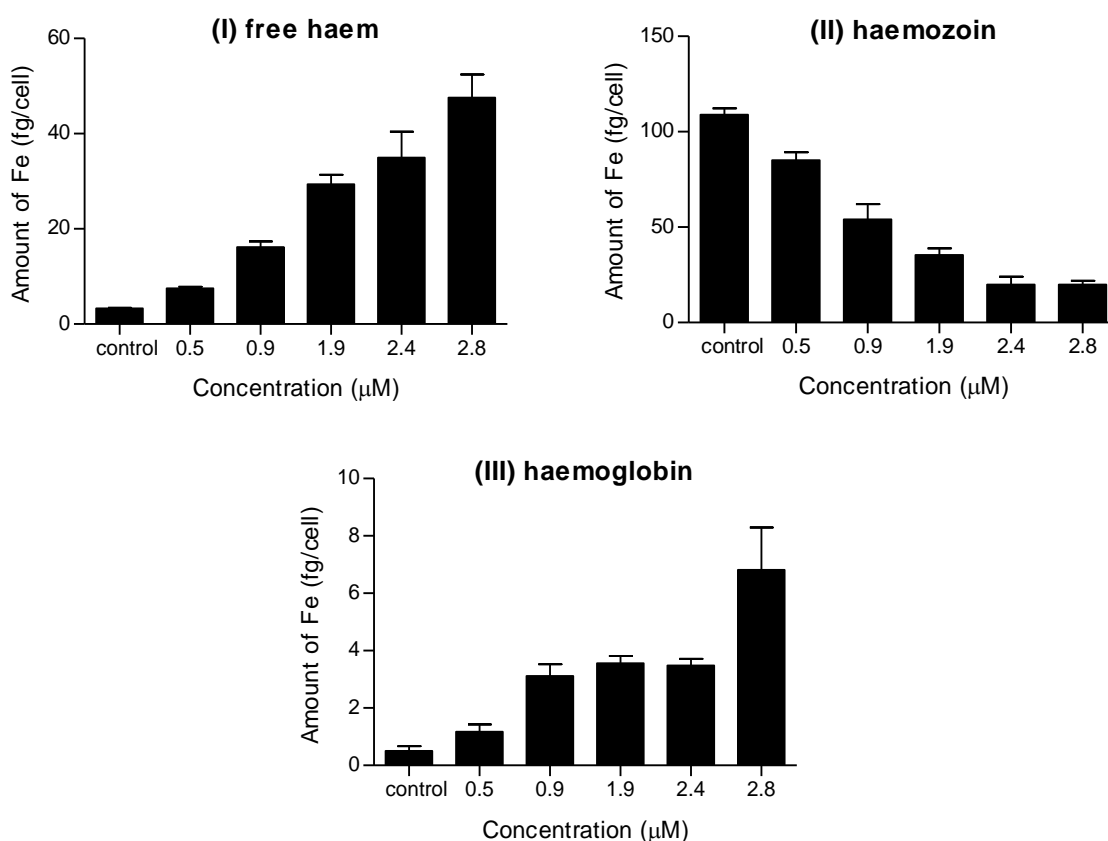 (I) free haem
Amount of Fe (fg/cell)
60
40
20
0
control 0.5 0.9 1.9 2.4 2.8
Concentration (μM)
(II) haemozoin
Amount of Fe (fg/cell)
150
100
50
0
control 0.5 0.9 1.9 2.4 2.8
Concentration (μM)
(III) haemoglobin
Amount of Fe (fg/cell)
10
8
6
4
2
0
control 0.5 0.9 1.9 2.4 2.8
Concentration (μM)